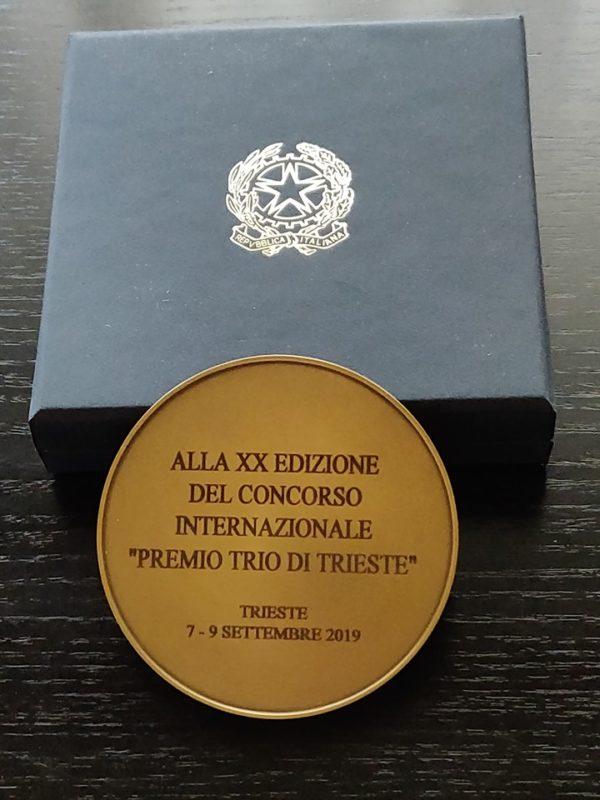 REPVBBLICA ITALIANA
ALLA XX EDIZIONE
DEL CONCORSO
INTERNAZIONALE
"PREMIO TRIO DI TRIESTE"
TRIESTE
7 - 9 SETTEMBRE 2019